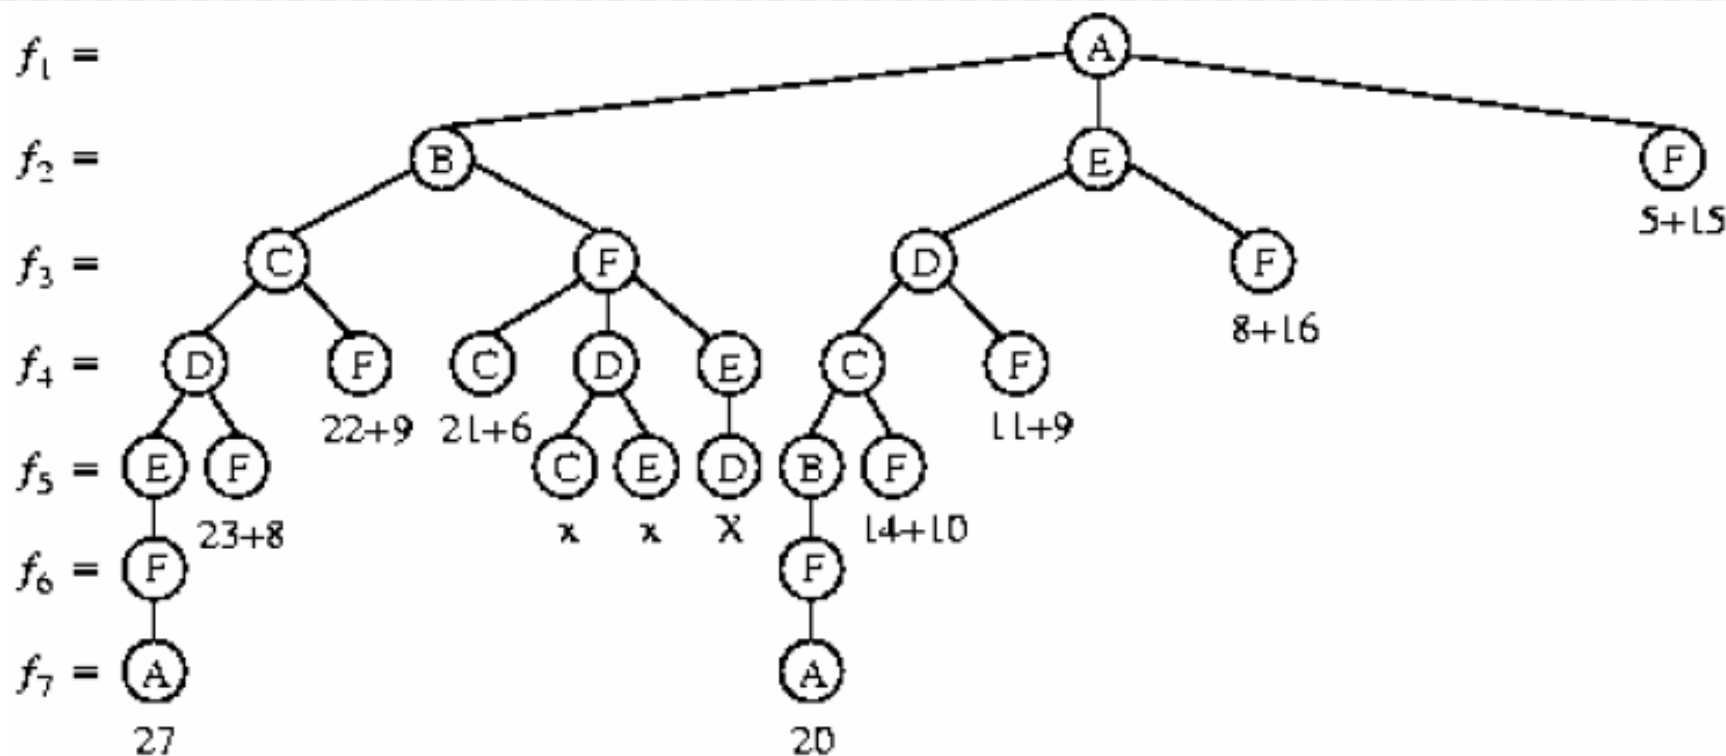 f1 = A
f2 = B E F
5+15
f3 = C F D F
8+16
f4 = D F C D E C F
22+9 21+6 11+9
f5 = E F C E D B F
23+8 x x X 14+10
f6 = F F
f7 = A A
27 20